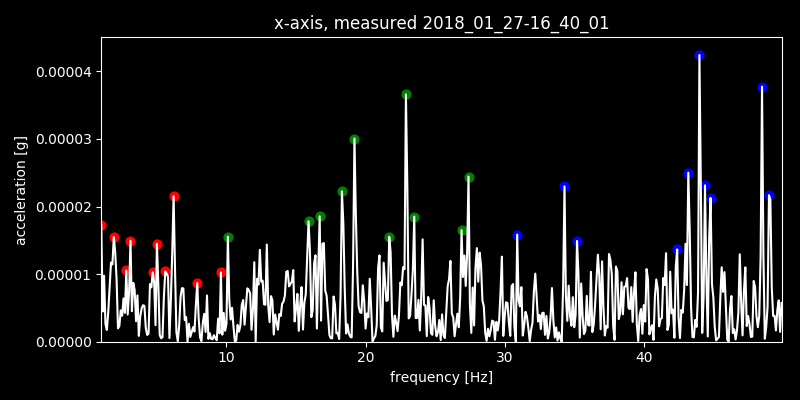 x-axis, measured 2018_01_27-16_40_01
0.00004
0.00003
0.00002
0.00001
0.00000
acceleration [g]
10 20 30 40
frequency [Hz]